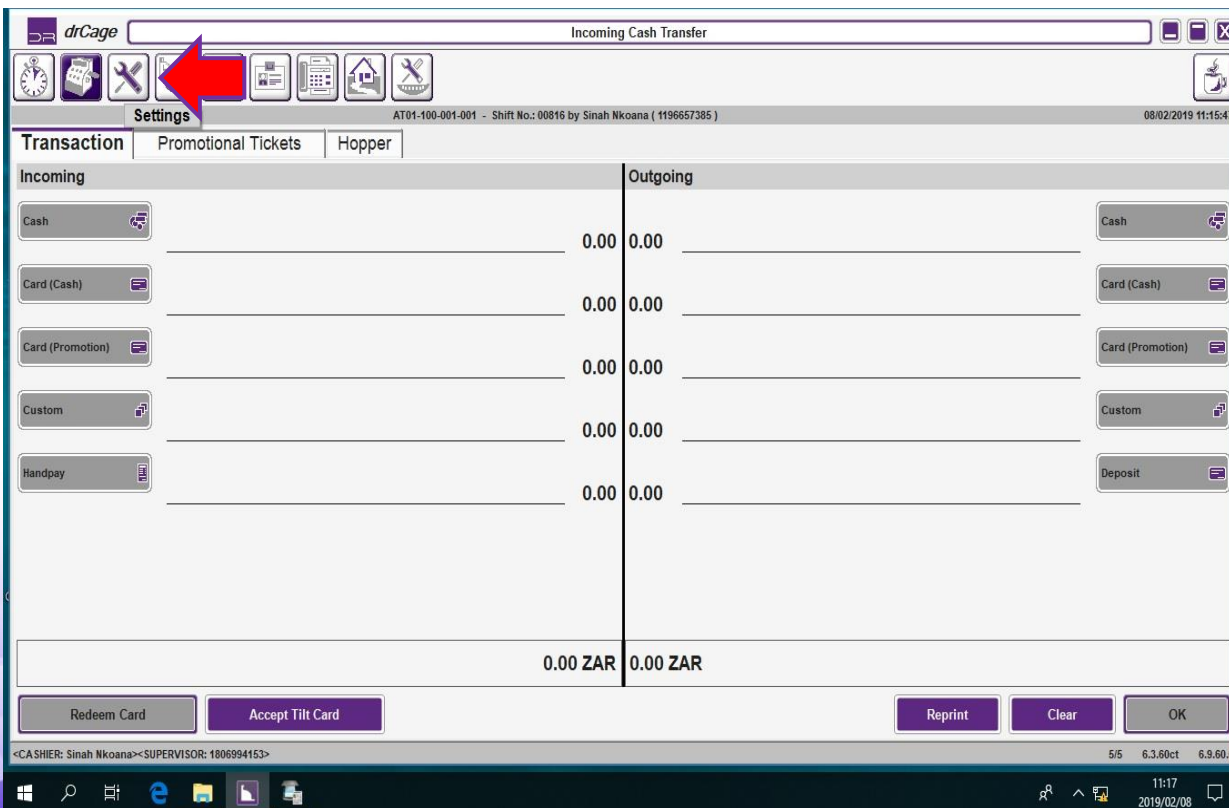 DR drCage Incoming Cash Transfer
Settings
AT01-100-001-001 - Shift No.: 00816 by Sinah Nkoana ( 1196657385 ) 08/02/2019 11:15:4
Transaction Promotional Tickets Hopper
Incoming Outgoing
Cash 0.00 0.00 Cash
Card (Cash) 0.00 0.00 Card (Cash)
Card (Promotion) 0.00 0.00 Card (Promotion)
Custom 0.00 0.00 Custom
Handpay 0.00 0.00 Deposit
0.00 ZAR 0.00 ZAR
Redeem Card Accept Tilt Card Reprint Clear OK
<CASHIER: Sinah Nkoana><SUPERVISOR: 1806994153> 5/5 6.3.60ct 6.9.60.
11:17
2019/02/08